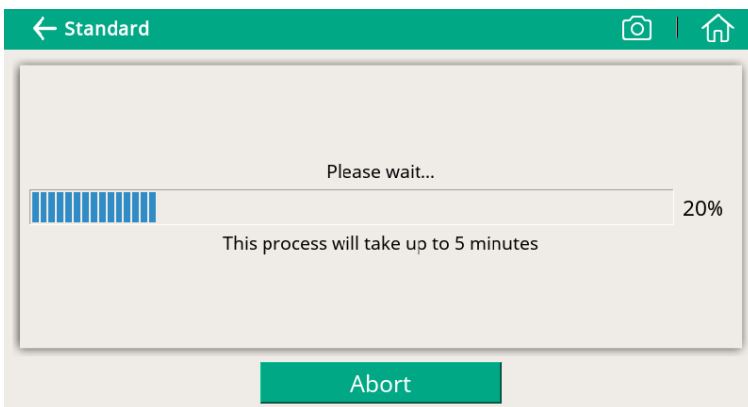 Standard
Please wait...
20%
This process will take up to 5 minutes
Abort